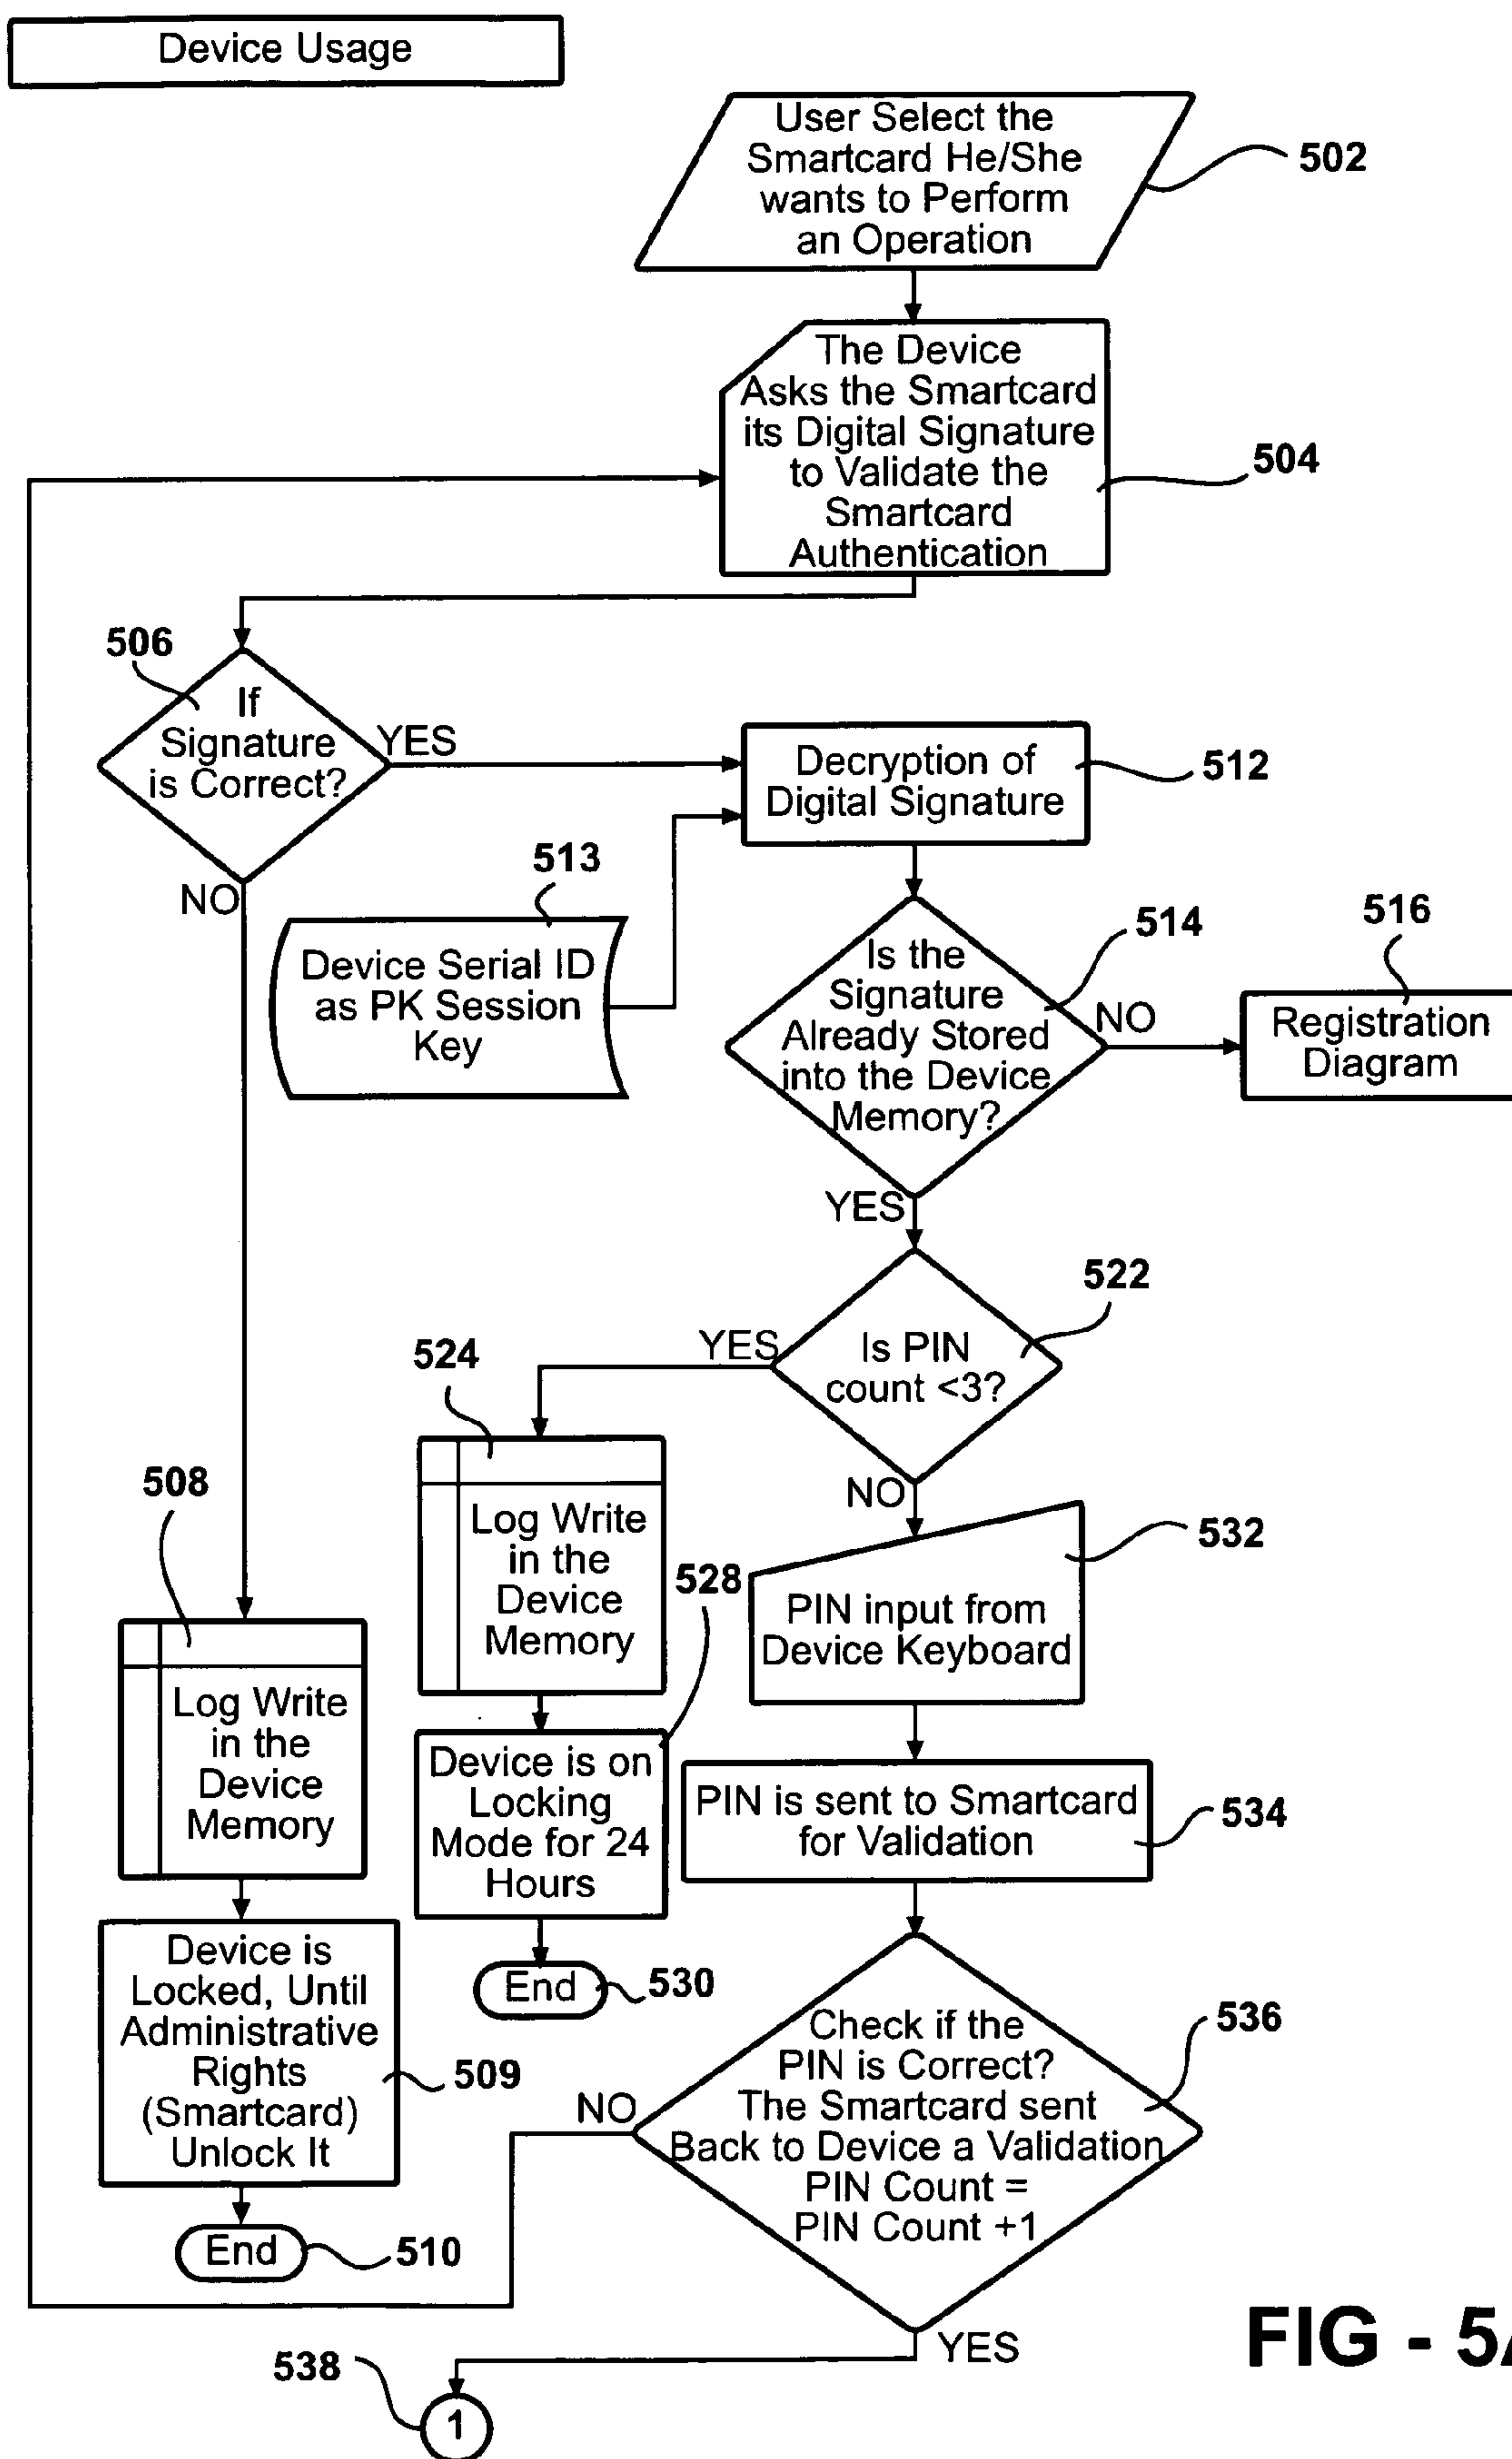 Device Usage
User Select the
Smartcard He/She
wants to Perform
an Operation
502
The Device
Asks the Smartcard
its Digital Signature
to Validate the
Smartcard
Authentication
504
506
If
Signature
is Correct?
YES
NO
Decryption of
Digital Signature
512
513
Device Serial ID
as PK Session
Key
514
Is the
Signature
Already Stored
into the Device
Memory?
NO
YES
516
Registration
Diagram
522
Is PIN
count <3?
YES
NO
524
Log Write
in the
Device
Memory
528
Device is on
Locking
Mode for 24
Hours
End
530
508
Log Write
in the
Device
Memory
Device is
Locked, Until
Administrative
Rights
(Smartcard)
Unlock It
509
End
510
532
PIN input from
Device Keyboard
PIN is sent to Smartcard
for Validation
534
536
Check if the
PIN is Correct?
The Smartcard sent
Back to Device a Validation
PIN Count =
PIN Count +1
NO
YES
538
1
FIG - 5A